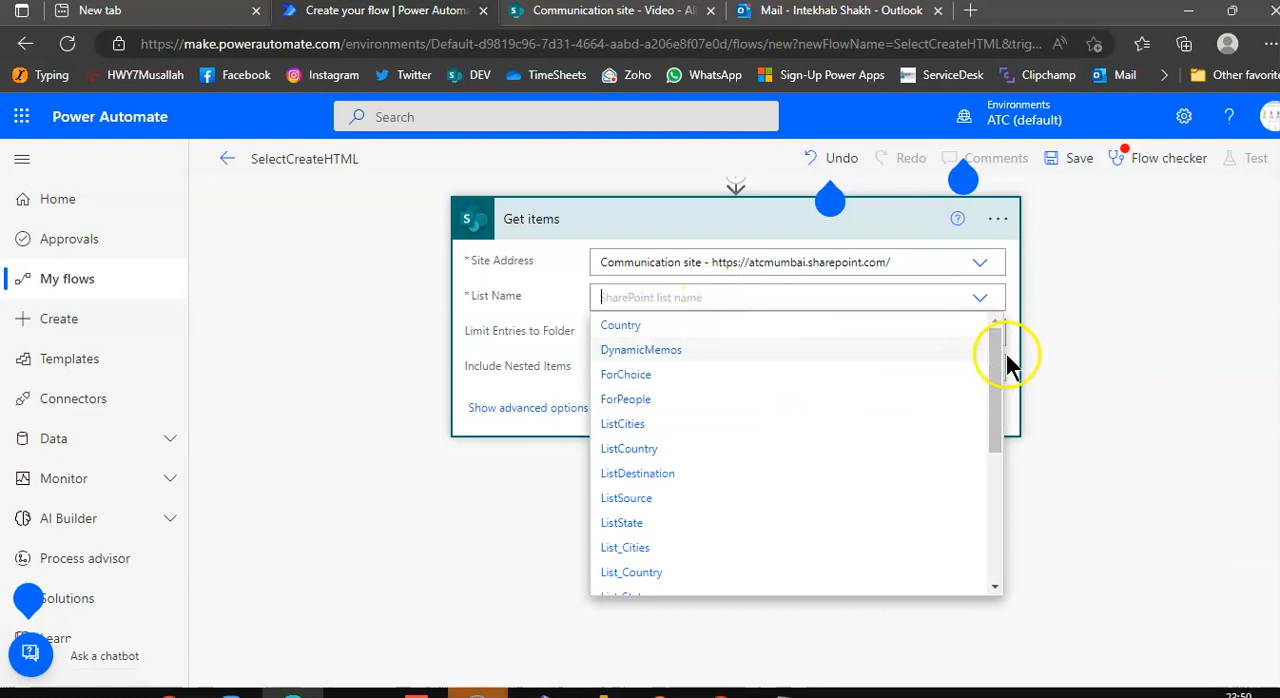 New tab
Create your flow | Power Automa
Communication site - Video - Al
Mail - Intekhab Shakh - Outlook
https://make.powerautomate.com/environments/Default-d9819c96-7d31-4664-aabd-a206e8f07e0d/flows/new?newFlowName=SelectCreateHTML&trig...
Typing
HWY7Musallah
Facebook
Instagram
Twitter
DEV
TimeSheets
Zoho
WhatsApp
Sign-Up Power Apps
ServiceDesk
Clipchamp
Mail
Other favorite
Power Automate
Search
Environments
ATC (default)
SelectCreateHTML
Undo
Redo
Comments
Save
Flow checker
Test
Home
Approvals
My flows
Create
Templates
Connectors
Data
Monitor
AI Builder
Process advisor
Solutions
Learn
Ask a chatbot
Get items
* Site Address
Communication site - https://atcmumbai.sharepoint.com/
* List Name
SharePoint list name
Limit Entries to Folder
Include Nested Items
Show advanced options
Country
DynamicMemos
ForChoice
ForPeople
ListCities
ListCountry
ListDestination
ListSource
ListState
List_Cities
List_Country